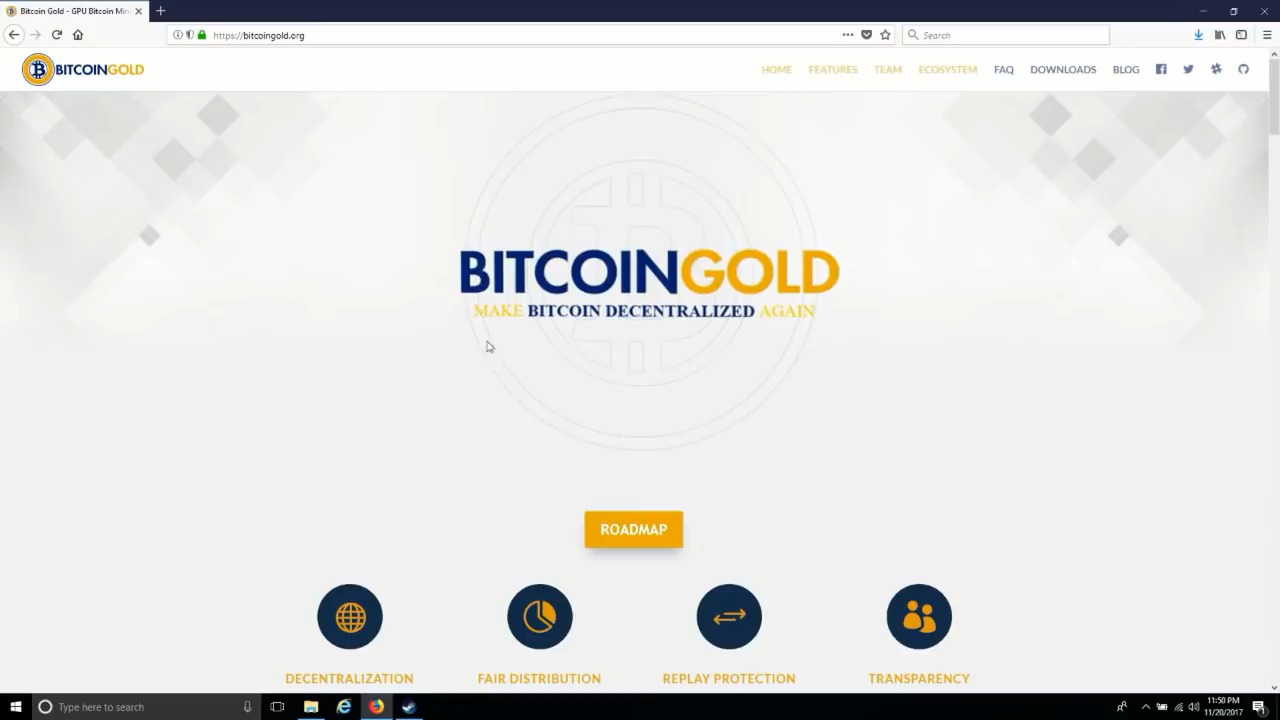 Bitcoin Gold - GPU Bitcoin Min
https://bitcoingold.org
Search
BITCOINGOLD
HOME FEATURES TEAM ECOSYSTEM FAQ DOWNLOADS BLOG
BITCOINGOLD
MAKE BITCOIN DECENTRALIZED AGAIN
ROADMAP
DECENTRALIZATION FAIR DISTRIBUTION REPLAY PROTECTION TRANSPARENCY
Type here to search
11:50 PM
11/20/2017